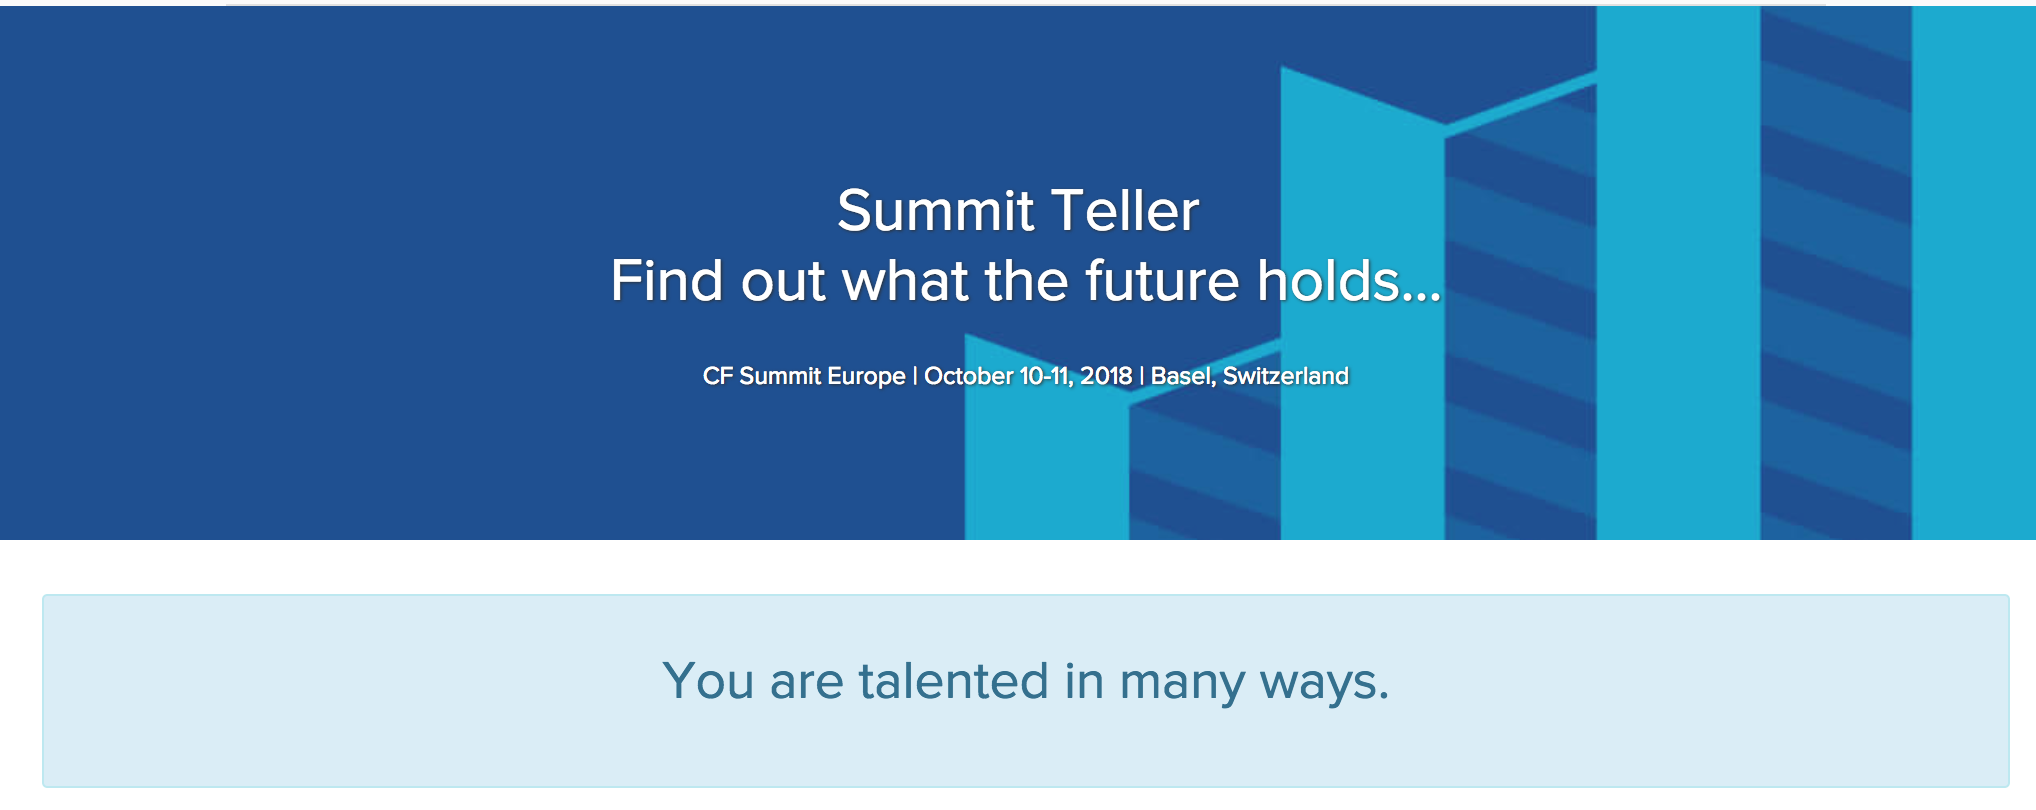 Summit Teller
Find out what the future holds...
CF Summit Europe | October 10-11, 2018 | Basel, Switzerland
You are talented in many ways.